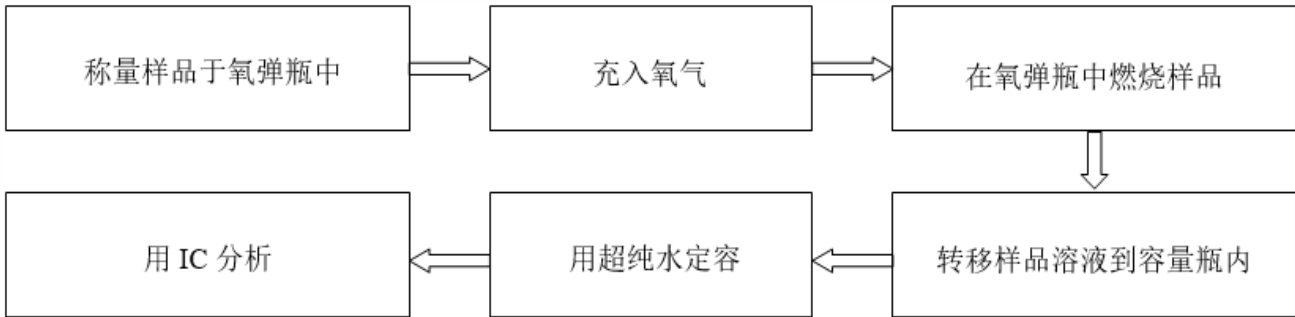 称量样品于氧弹瓶中
充入氧气
在氧弹瓶中燃烧样品
转移样品溶液到容量瓶内
用超纯水定容
用 IC 分析